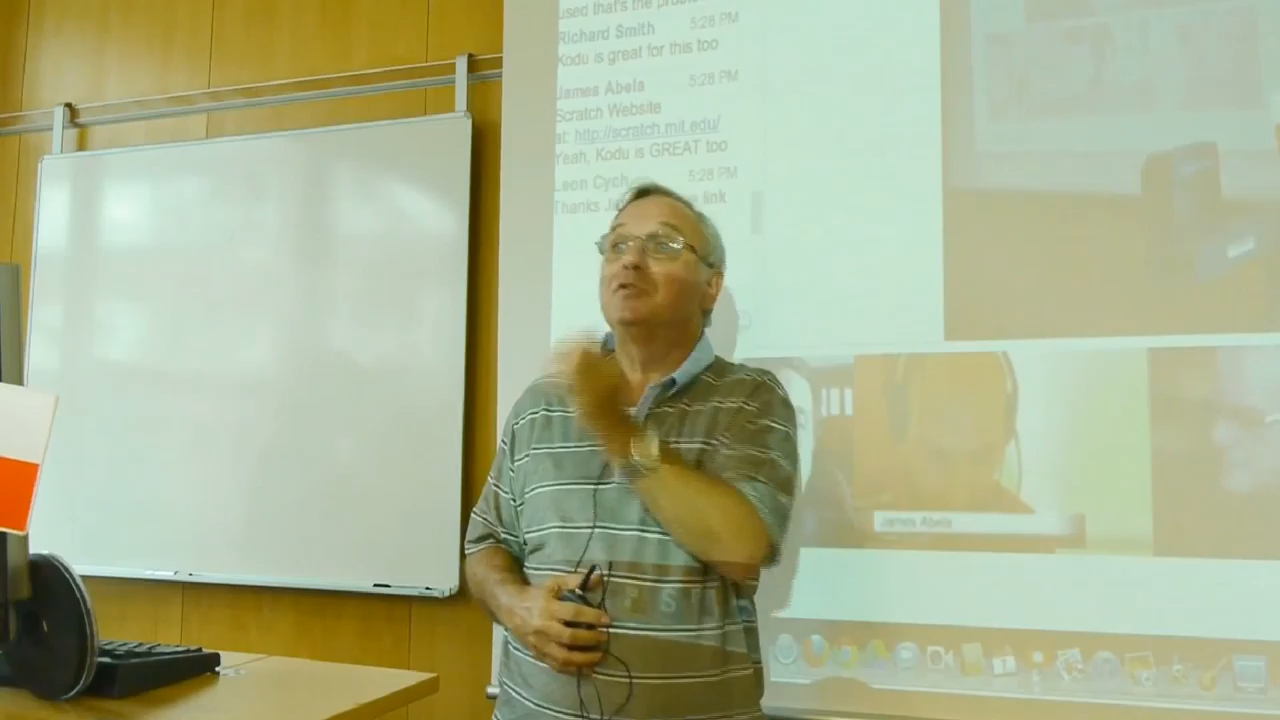 used that's the
Richard Smith 5:28 PM
Kodu is great for this too
James Abela 5:28 PM
Scratch Website
at: http://scratch.mit.edu/
Yeah, Kodu is GREAT too
Leon Cych 5:28 PM
Thanks link
James Abela